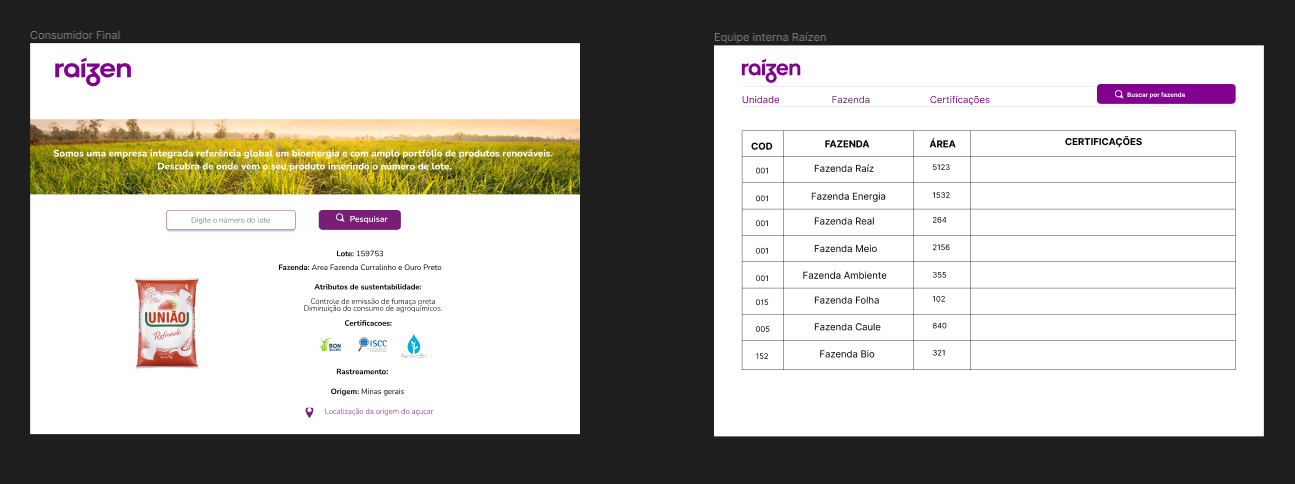 Consumidor Final
raízen
Somos uma empresa integrada referência global em bioenergia e com amplo portfólio de produtos renováveis.
Descubra de onde vem o seu produto inserindo o número de lote.
Digite o número do lote
Pesquisar
Lote: 159753
Fazenda: Area Fazenda Curralinho e Ouro Preto
Atributos de sustentabilidade:
Controle de emissão de fumaça preta
Diminuição do consumo de agroquímicos.
Certificacoes:
BON
SUCRO
ISCC
RenovaBio
UNIÃO
Refinado
Rastreamento:
Origem: Minas gerais
Localização da origem do açucar
Equipe interna Raízen
raízen
Unidade Fazenda Certificações
Buscar por fazenda
COD FAZENDA ÁREA CERTIFICAÇÕES
001 Fazenda Raíz 5123
001 Fazenda Energia 1532
001 Fazenda Real 264
001 Fazenda Meio 2156
001 Fazenda Ambiente 355
015 Fazenda Folha 102
005 Fazenda Caule 840
152 Fazenda Bio 321